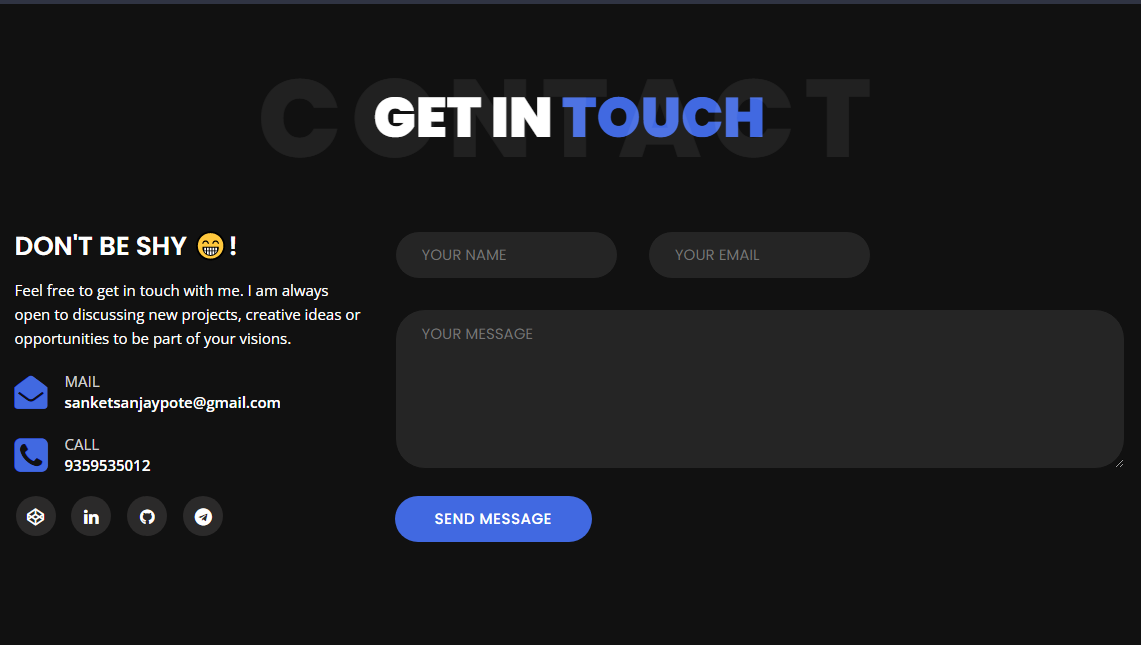 CONTACT
GET IN TOUCH
DON'T BE SHY 😁 !
Feel free to get in touch with me. I am always
open to discussing new projects, creative ideas or
opportunities to be part of your visions.
MAIL
sanketsanjaypote@gmail.com
CALL
9359535012
YOUR NAME
YOUR EMAIL
YOUR MESSAGE
SEND MESSAGE